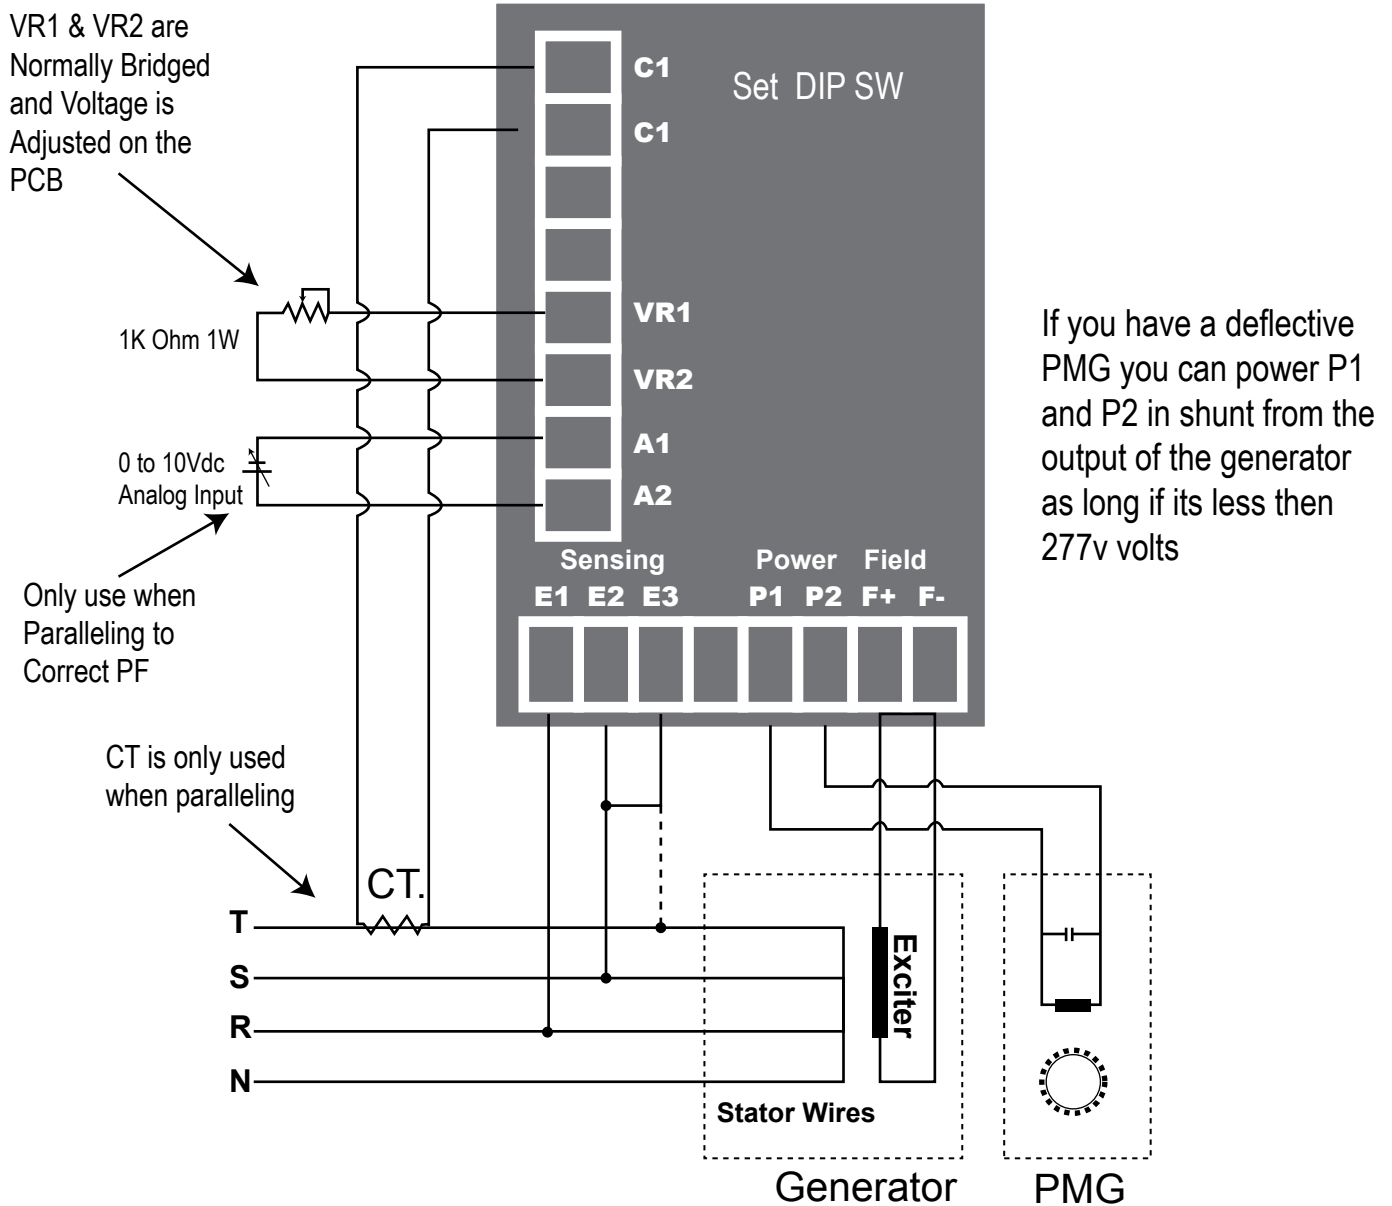 VR1 & VR2 are
Normally Bridged
and Voltage is
Adjusted on the
PCB
C1
Set DIP SW
C1
VR1
1K Ohm 1W
VR2
A1
0 to 10Vdc
Analog Input
A2
If you have a deflective
PMG you can power P1
and P2 in shunt from the
output of the generator
as long if its less then
277v volts
Only use when
Paralleling to
Correct PF
Sensing Power Field
E1 E2 E3 P1 P2 F+ F-
CT is only used
when paralleling
CT.
T
S
R
N
Exciter
Stator Wires
Generator
PMG